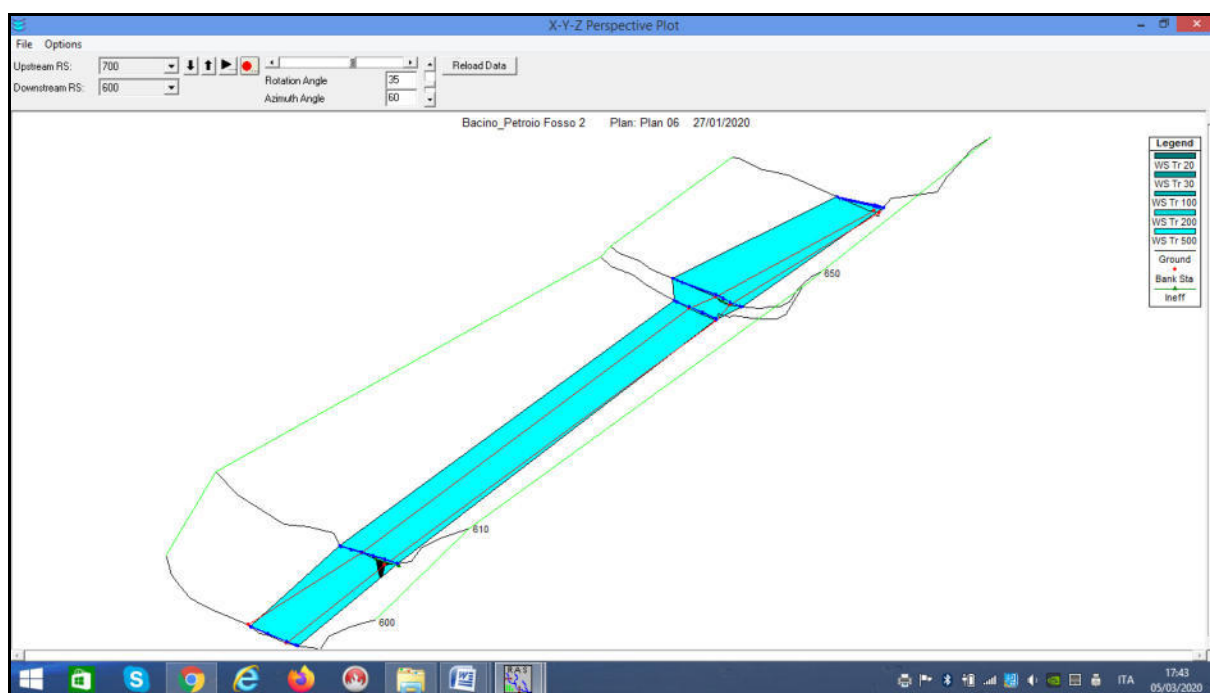 X-Y-Z Perspective Plot
File Options
Upstream RS: 700
Downstream RS: 600
Rotation Angle 35
Azimuth Angle 60
Reload Data
Bacino_Petroio Fosso 2 Plan: Plan 06 27/01/2020
Legend
WS Tr 20
WS Tr 30
WS Tr 100
WS Tr 200
WS Tr 500
Ground
Bank Sta
Ineff
650
610
600
RAS
ITA
17:43
05/03/2020